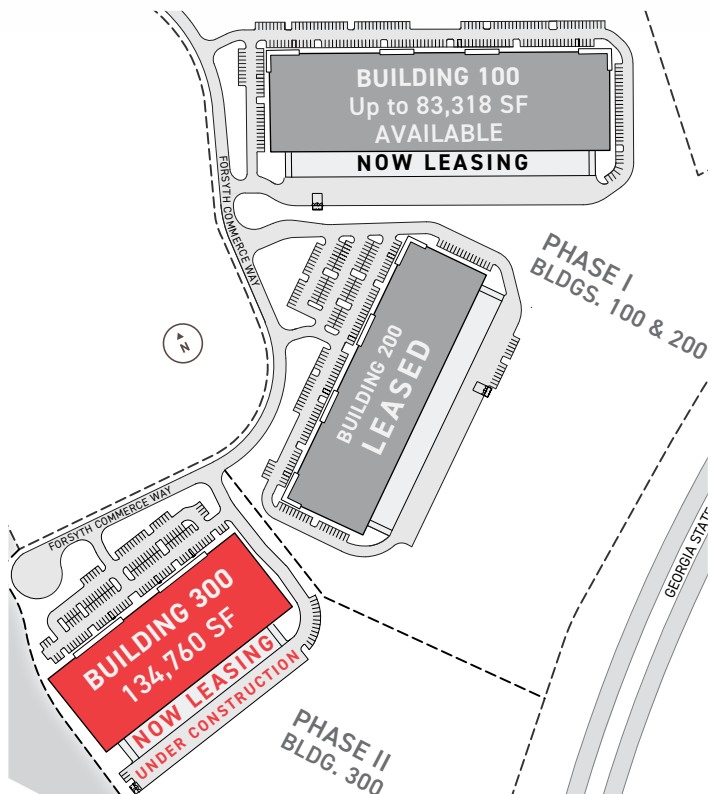 BUILDING 100
Up to 83,318 SF
AVAILABLE
NOW LEASING
FORSYTH COMMERCE WAY
PHASE I
BLDGS. 100 & 200
N
BUILDING 200
LEASED
GEORGIA STATE
FORSYTH COMMERCE WAY
BUILDING 300
134,760 SF
NOW LEASING
UNDER CONSTRUCTION
PHASE II
BLDG. 300